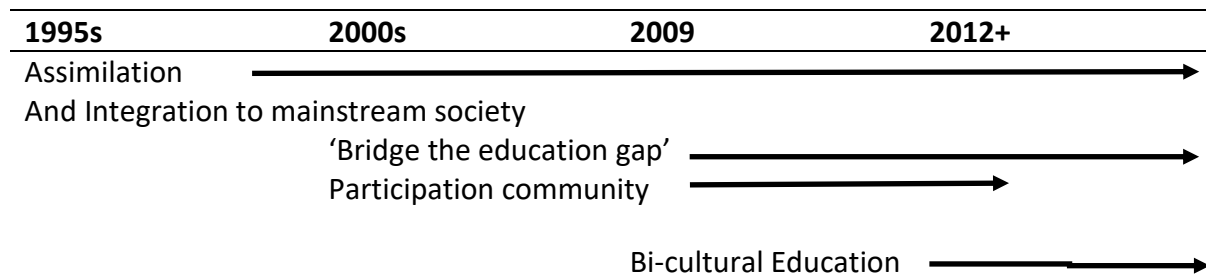 1995s 2000s 2009 2012+
Assimilation
And Integration to mainstream society
‘Bridge the education gap’
Participation community
Bi-cultural Education